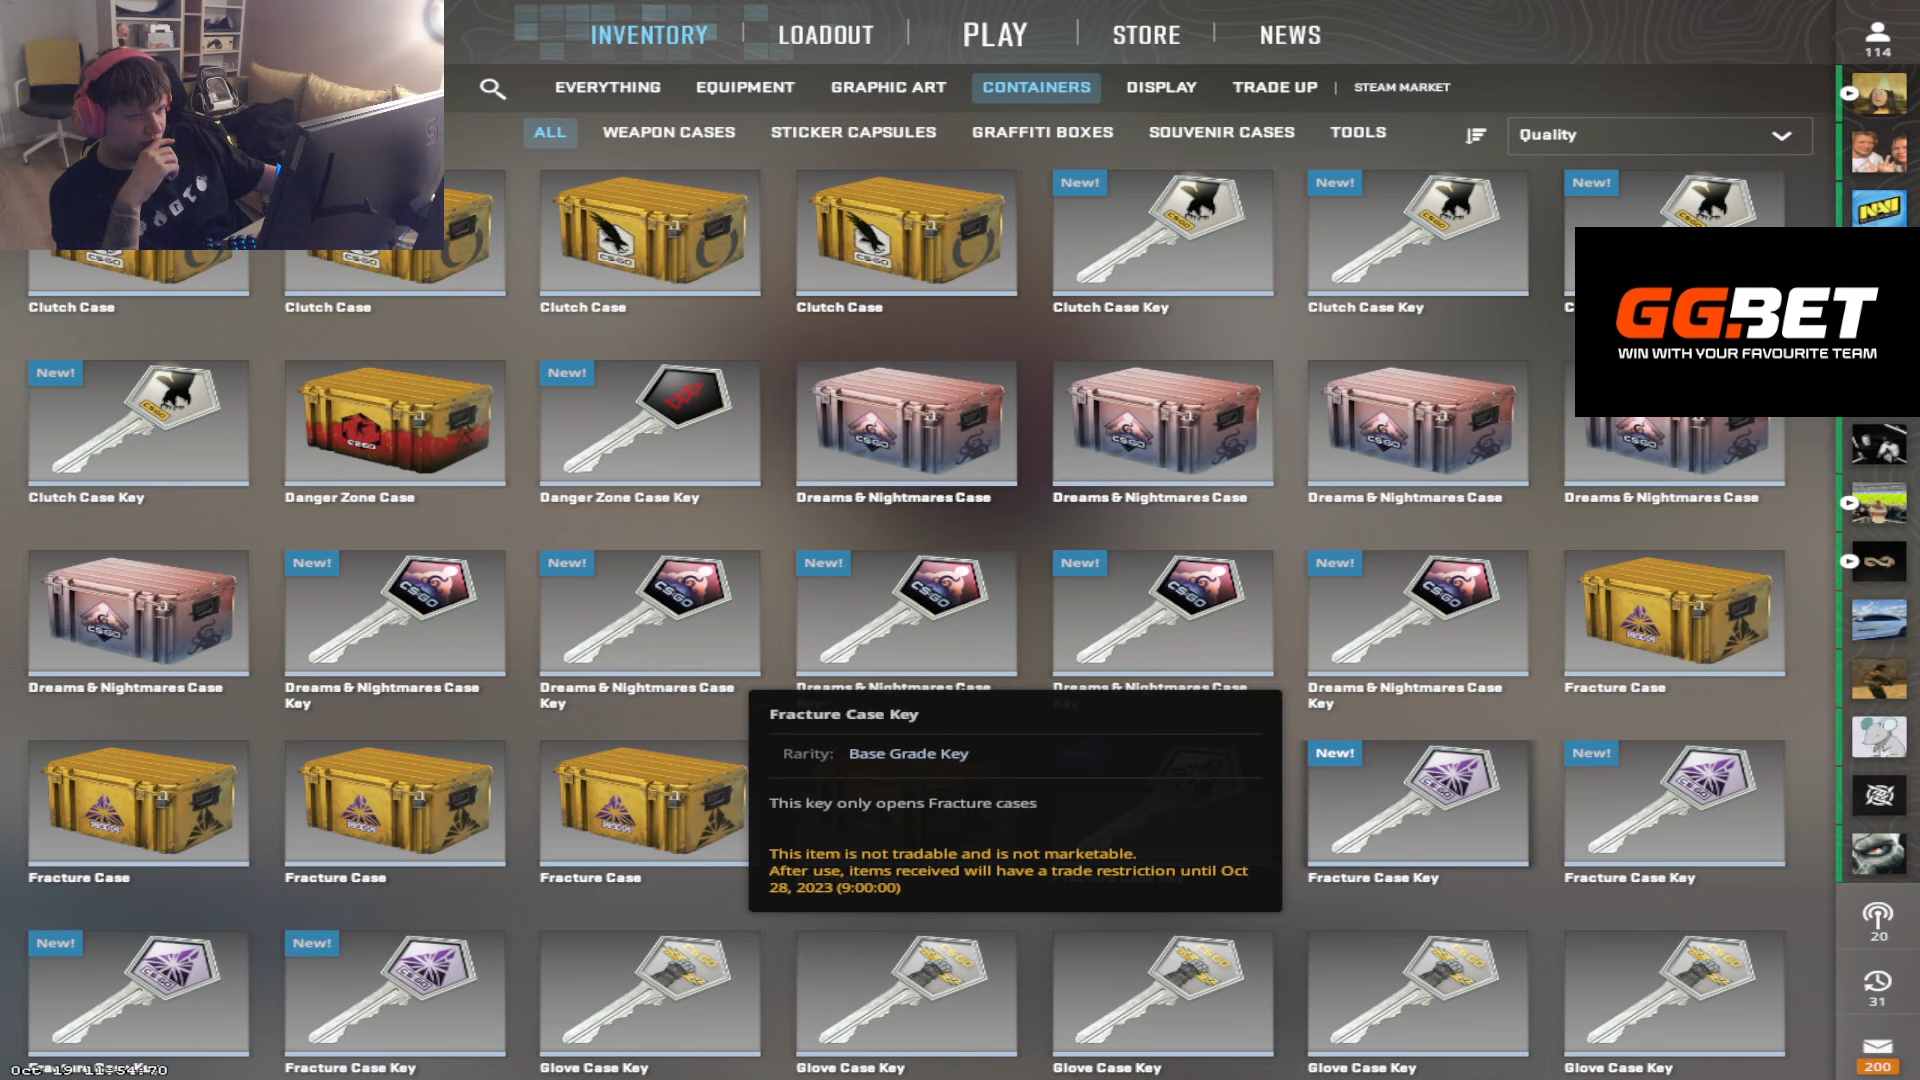 INVENTORY
LOADOUT
PLAY
STORE
NEWS
114
EVERYTHING
EQUIPMENT
GRAPHIC ART
CONTAINERS
DISPLAY
TRADE UP
STEAM MARKET
ALL
WEAPON CASES
STICKER CAPSULES
GRAFFITI BOXES
SOUVENIR CASES
TOOLS
Quality
New!
New!
New!
Clutch Case
Clutch Case
Clutch Case
Clutch Case
Clutch Case Key
Clutch Case Key
GG.BET
WIN WITH YOUR FAVOURITE TEAM
New!
New!
Clutch Case Key
Danger Zone Case
Danger Zone Case Key
Dreams & Nightmares Case
Dreams & Nightmares Case
Dreams & Nightmares Case
Dreams & Nightmares Case
New!
New!
New!
New!
New!
Dreams & Nightmares Case
Dreams & Nightmares Case
Key
Dreams & Nightmares Case
Key
Dreams & Nightmares Case
Dreams & Nightmares Case
Dreams & Nightmares Case
Key
Fracture Case
Fracture Case Key
Rarity: Base Grade Key
This key only opens Fracture cases
This item is not tradable and is not marketable.
After use, items received will have a trade restriction until Oct
28, 2023 (9:00:00)
New!
New!
Fracture Case
Fracture Case
Fracture Case
Fracture Case Key
Fracture Case Key
New!
New!
Fracture Case Key
Glove Case Key
Glove Case Key
Glove Case Key
Glove Case Key
Glove Case Key
20
31
200